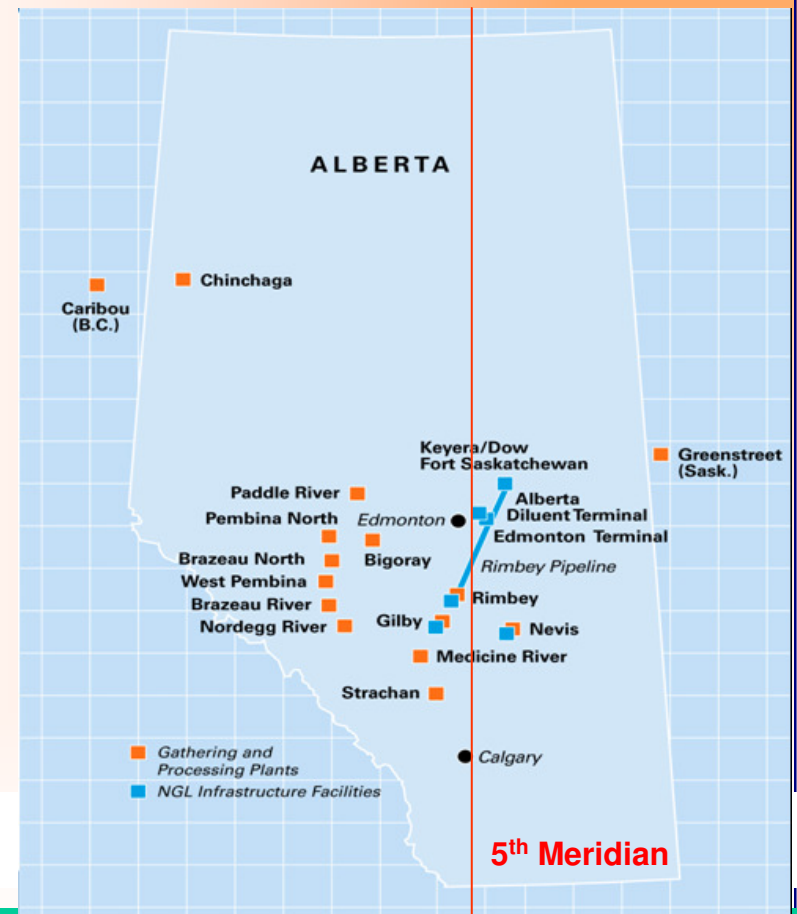 ALBERTA
Chinchaga
Caribou
(B.C.)
Keyera/Dow
Fort Saskatchewan
Greenstreet
(Sask.)
Paddle River
Alberta
Diluent Terminal
Pembina North
Edmonton
Edmonton Terminal
Brazeau North
Bigoray
Rimbey Pipeline
West Pembina
Brazeau River
Rimbey
Nordegg River
Gilby
Nevis
Medicine River
Strachan
Gathering and
Processing Plants
Calgary
NGL Infrastructure Facilities
5th Meridian